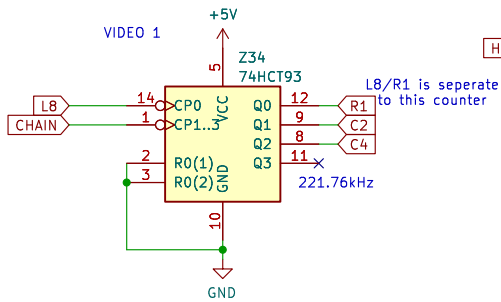 +5V
VIDEO 1
H
Z34
74HCT93
5
VCC
L8/R1 is seperate
to this counter
L8 14 CP0 Q0 12 R1
CHAIN 1 CP1..3 Q1 9 C2
Q2 8 C4
2 R0(1) Q3 11
3 R0(2)
GND
221.76kHz
10
GND